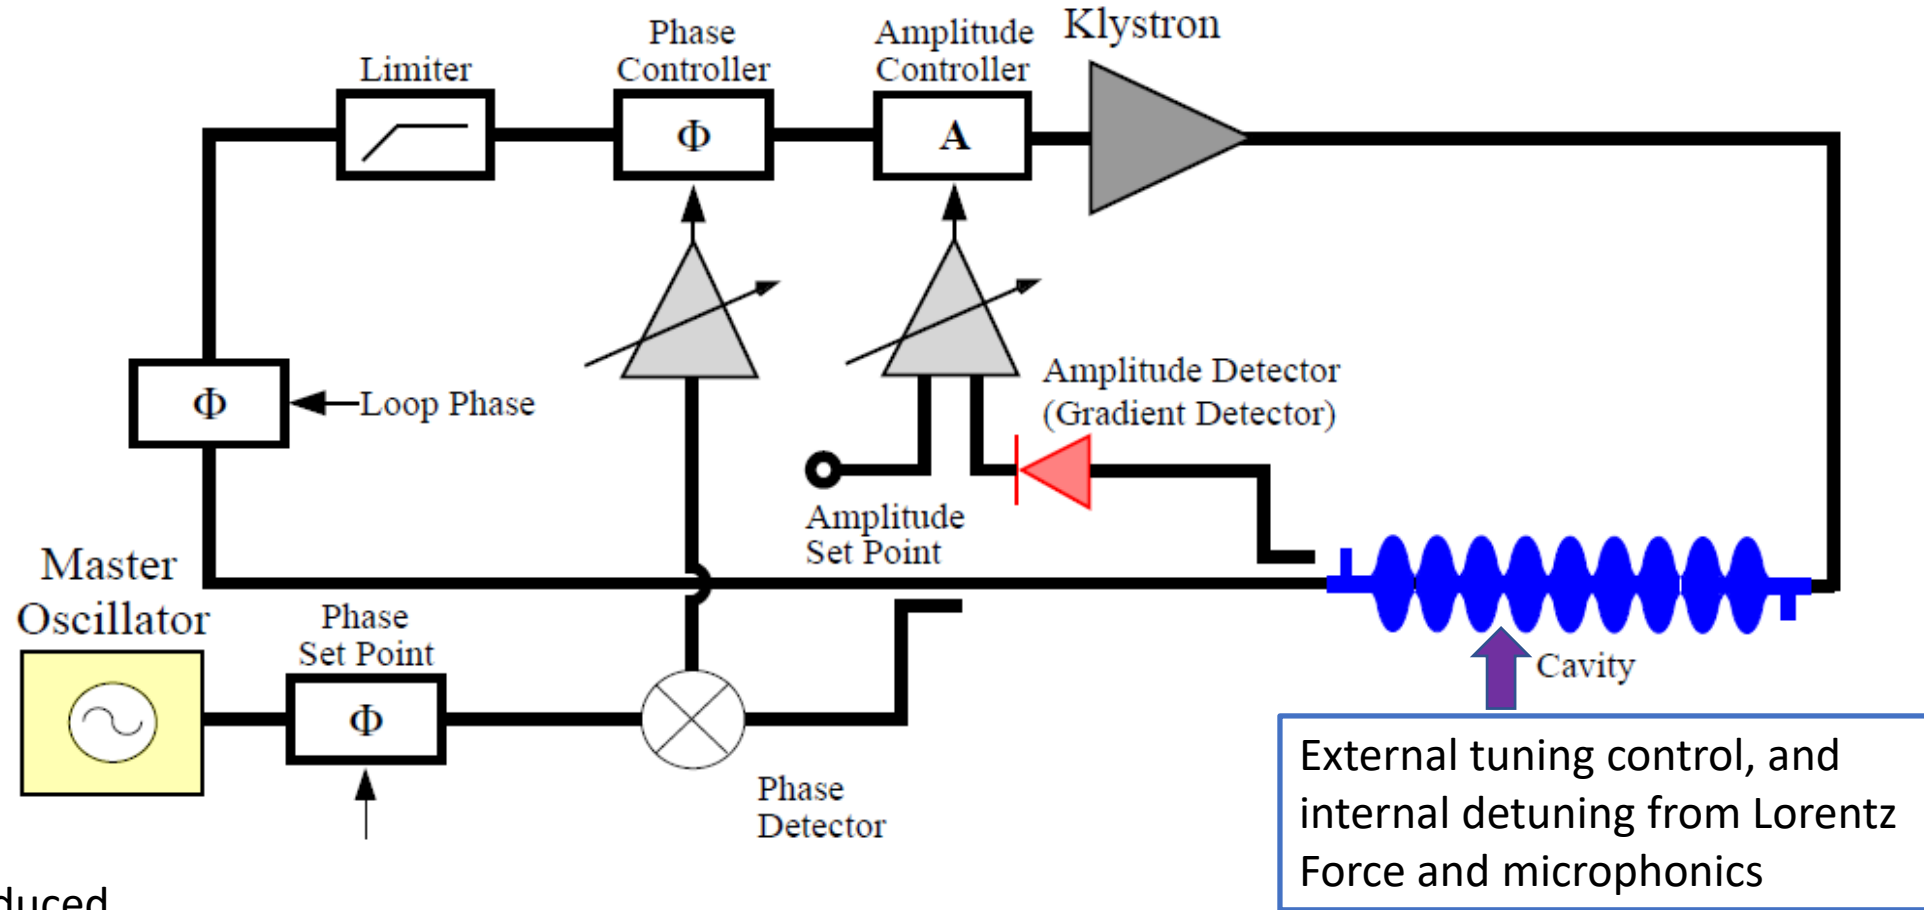 Phase
Controller
Amplitude
Controller
Klystron
Limiter
Φ
A
Φ
Loop Phase
Amplitude Detector
(Gradient Detector)
Amplitude
Set Point
Master
Oscillator
Phase
Set Point
Φ
Phase
Detector
Cavity
External tuning control, and
internal detuning from Lorentz
Force and microphonics